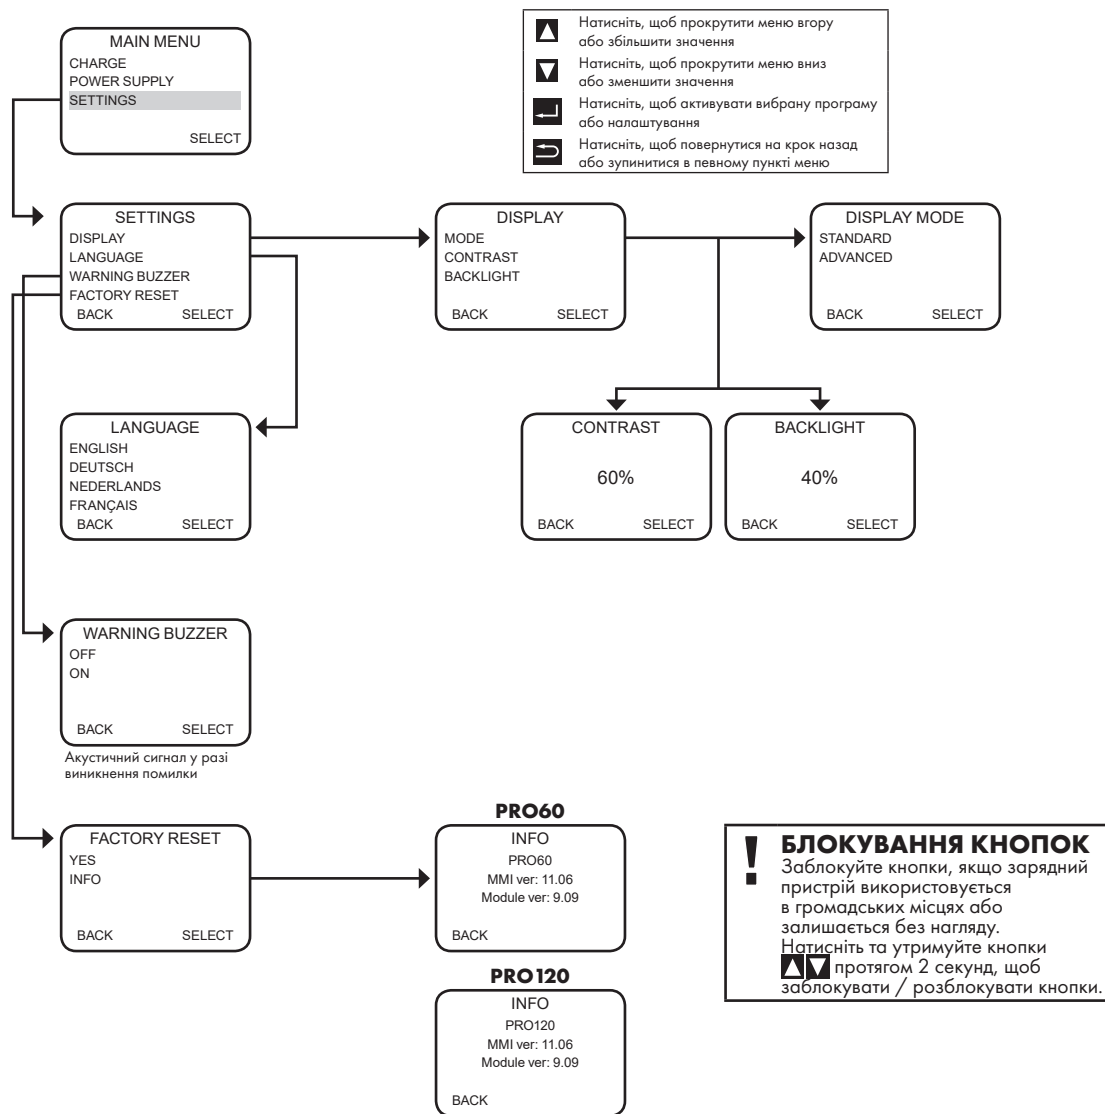 MAIN MENU
CHARGE
POWER SUPPLY
SETTINGS
SELECT
Натисніть, щоб прокрутити меню вгору
або збільшити значення
Натисніть, щоб прокрутити меню вниз
або зменшити значення
Натисніть, щоб активувати вибрану програму
або налаштування
Натисніть, щоб повернутися на крок назад
або зупинитися в певному пункті меню
SETTINGS
DISPLAY
LANGUAGE
WARNING BUZZER
FACTORY RESET
BACK SELECT
DISPLAY
MODE
CONTRAST
BACKLIGHT
BACK SELECT
DISPLAY MODE
STANDARD
ADVANCED
BACK SELECT
LANGUAGE
ENGLISH
DEUTSCH
NEDERLANDS
FRANÇAIS
BACK SELECT
CONTRAST
60%
BACK SELECT
BACKLIGHT
40%
BACK SELECT
WARNING BUZZER
OFF
ON
BACK SELECT
Акустичний сигнал у разі
виникнення помилки
FACTORY RESET
YES
INFO
BACK SELECT
PRO60
INFO
PRO60
MMI ver: 11.06
Module ver: 9.09
BACK
PRO120
INFO
PRO120
MMI ver: 11.06
Module ver: 9.09
BACK
! БЛОКУВАННЯ КНОПОК
Заблокуйте кнопки, якщо зарядний
пристрій використовується
в громадських місцях або
залишається без нагляду.
Натисніть та утримуйте кнопки
протягом 2 секунд, щоб
заблокувати / розблокувати кнопки.